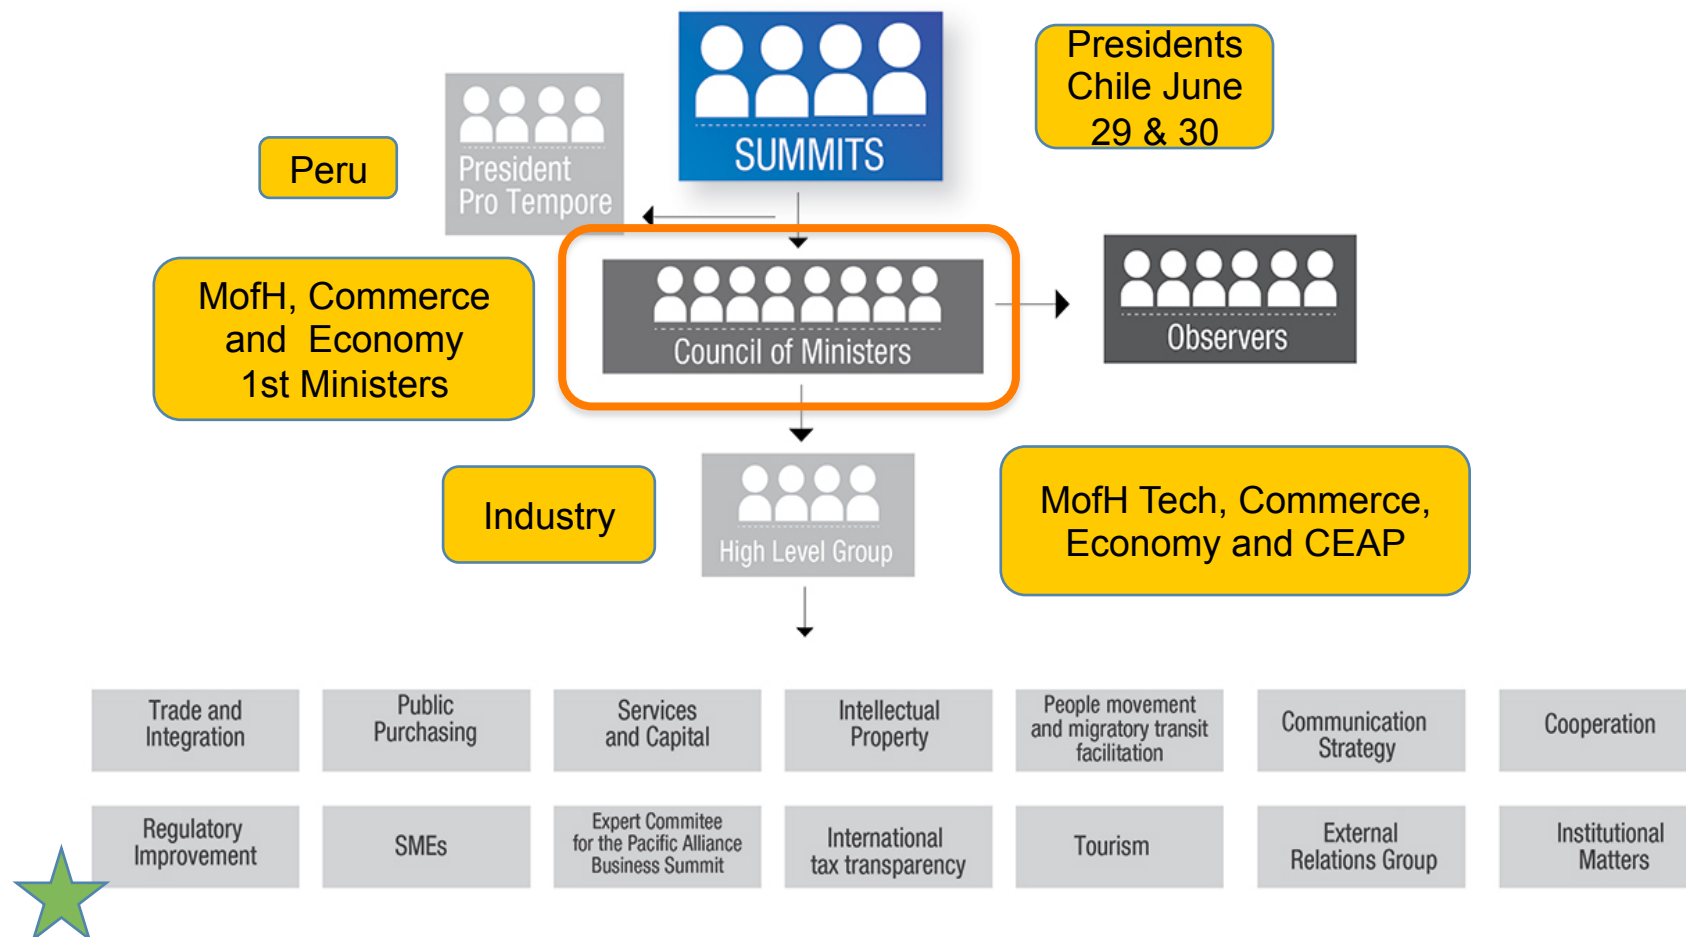 Presidents
Chile June
29 & 30
SUMMITS
Peru
President
Pro Tempore
MofH, Commerce
and Economy
1st Ministers
Council of Ministers
Observers
Industry
High Level Group
MofH Tech, Commerce,
Economy and CEAP
Trade and
Integration
Public
Purchasing
Services
and Capital
Intellectual
Property
People movement
and migratory transit
facilitation
Communication
Strategy
Cooperation
Regulatory
Improvement
SMEs
Expert Commitee
for the Pacific Alliance
Business Summit
International
tax transparency
Tourism
External
Relations Group
Institutional
Matters